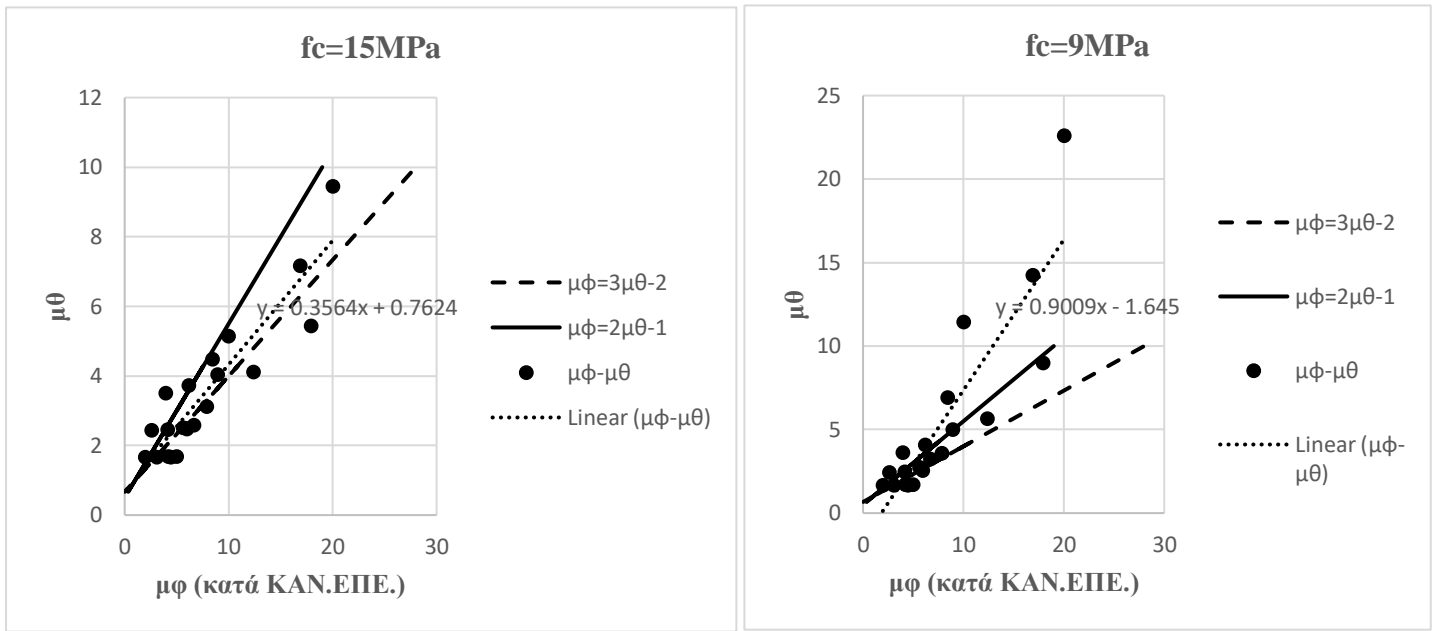 fc=15MPa
12
10
8
6
4
2
0
μθ
y = 0.3564x + 0.7624
0 10 20 30
μφ (κατά ΚΑΝ.ΕΠΕ.)
μφ=3μθ-2
μφ=2μθ-1
μφ-μθ
Linear (μφ-μθ)
fc=9MPa
25
20
15
10
5
0
μθ
y = 0.9009x - 1.645
0 10 20 30
μφ (κατά ΚΑΝ.ΕΠΕ.)
μφ=3μθ-2
μφ=2μθ-1
μφ-μθ
Linear (μφ-
μθ)